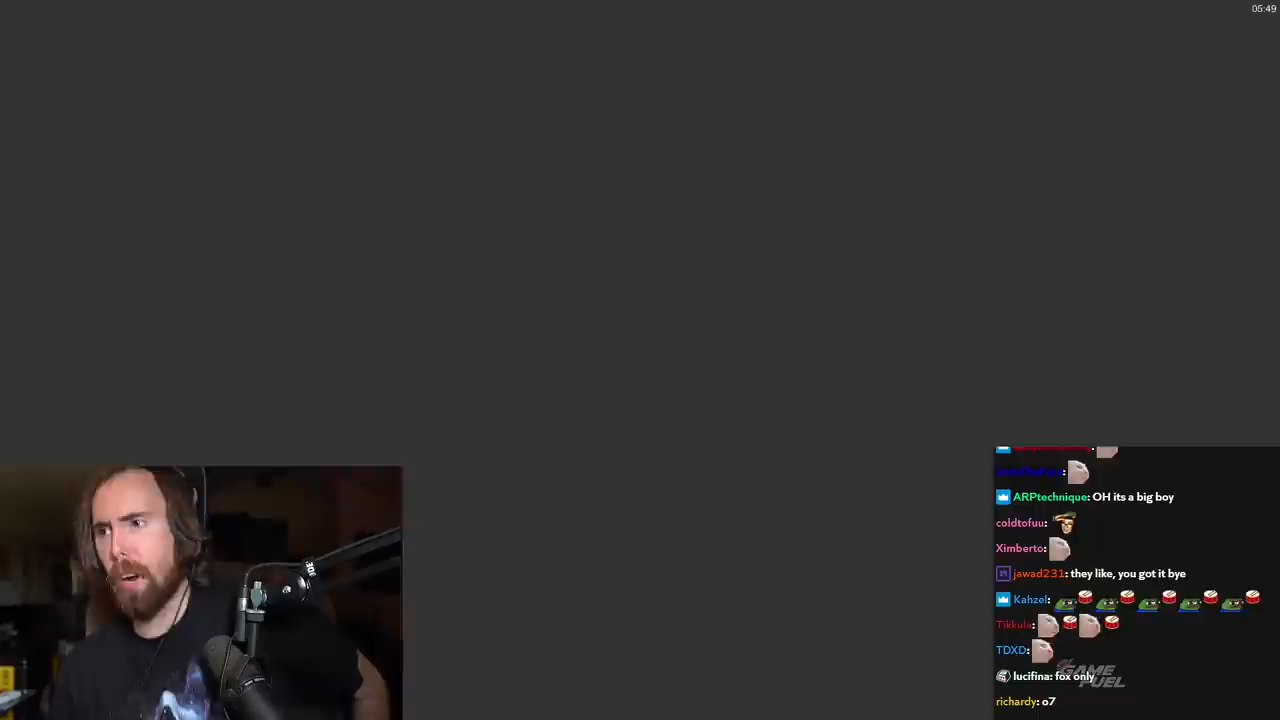 05:49
ARPtechnique: OH its a big boy
coldtofuu:
Ximberto:
jawad231: they like, you got it bye
Kahzel:
Tikkulu:
TDXD:
lucifina: fox only
GAME FUEL
richardy: o7